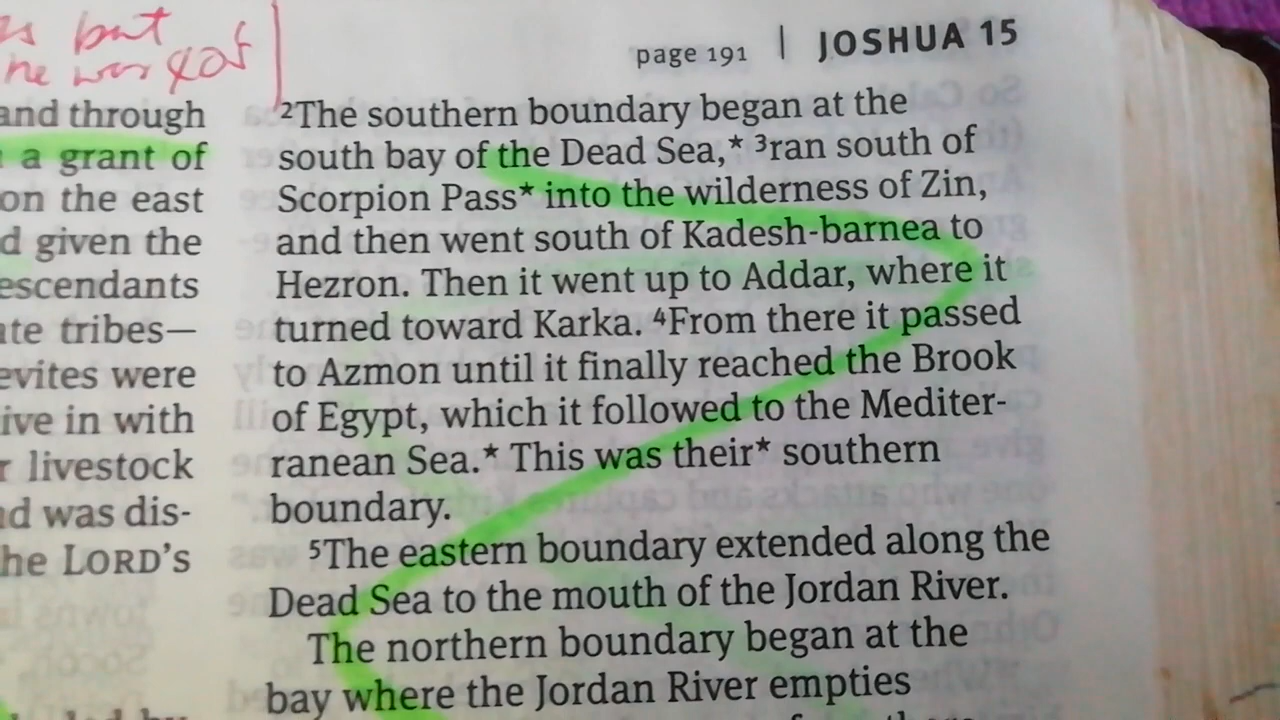 but
he was
page 191 | JOSHUA 15
and through
a grant of
on the east
given the
escendants
tribes—
evites were
ive in with
livestock
was dis-
he LORD'S
by
²The southern boundary began at the
south bay of the Dead Sea,* ³ran south of
Scorpion Pass* into the wilderness of Zin,
and then went south of Kadesh-barnea to
Hezron. Then it went up to Addar, where it
turned toward Karka. ⁴From there it passed
to Azmon until it finally reached the Brook
of Egypt, which it followed to the Mediter-
ranean Sea.* This was their* southern
boundary.
⁵The eastern boundary extended along the
Dead Sea to the mouth of the Jordan River.
The northern boundary began at the
bay where the Jordan River empties